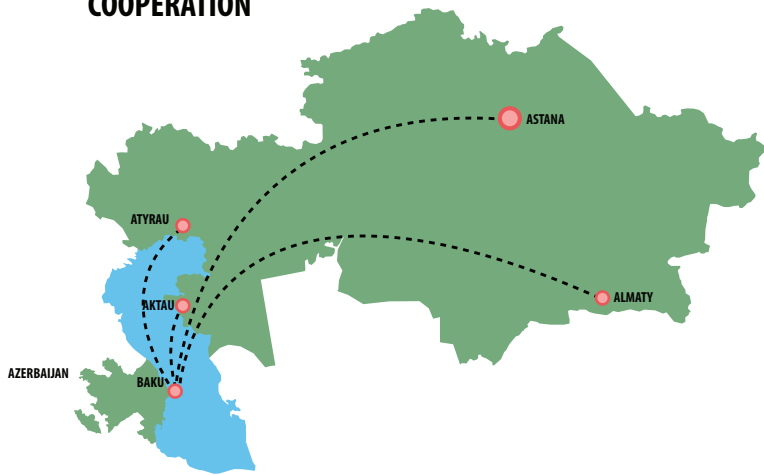 COOPERATION
ASTANA
ATYRAU
ALMATY
AKTAU
AZERBAIJAN
BAKU